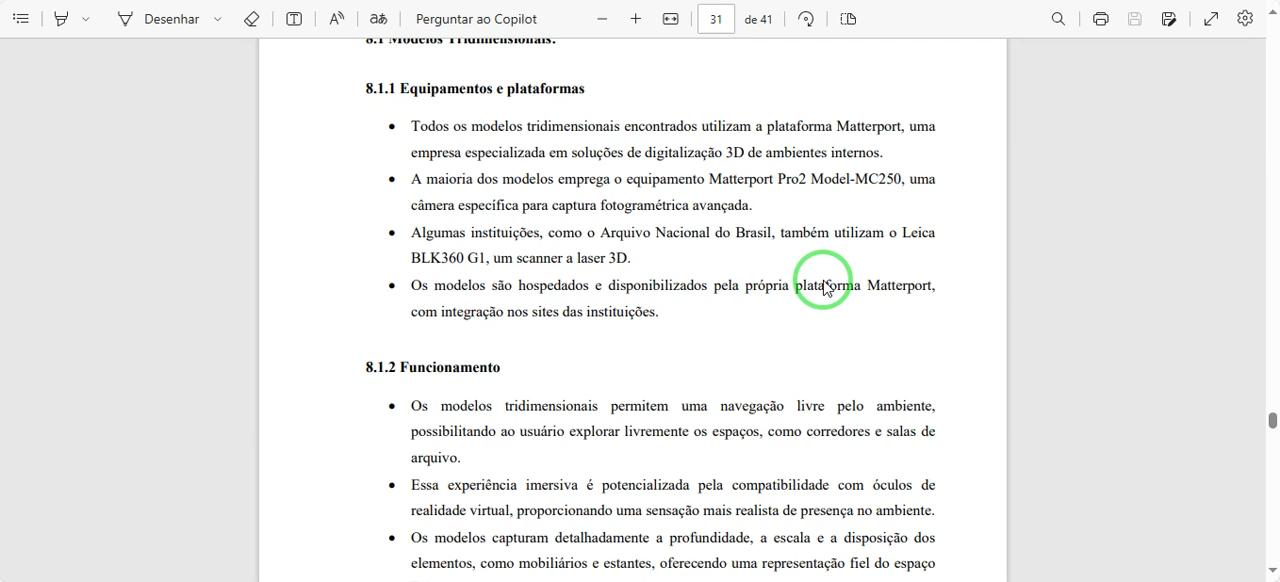 Desenhar
Perguntar ao Copilot
31
de 41
8.1 Modelos Tridimensionais:
8.1.1 Equipamentos e plataformas
• Todos os modelos tridimensionais encontrados utilizam a plataforma Matterport, uma
empresa especializada em soluções de digitalização 3D de ambientes internos.
• A maioria dos modelos emprega o equipamento Matterport Pro2 Model-MC250, uma
câmera específica para captura fotogramétrica avançada.
• Algumas instituições, como o Arquivo Nacional do Brasil, também utilizam o Leica
BLK360 G1, um scanner a laser 3D.
• Os modelos são hospedados e disponibilizados pela própria plataforma Matterport,
com integração nos sites das instituições.
8.1.2 Funcionamento
• Os modelos tridimensionais permitem uma navegação livre pelo ambiente,
possibilitando ao usuário explorar livremente os espaços, como corredores e salas de
arquivo.
• Essa experiência imersiva é potencializada pela compatibilidade com óculos de
realidade virtual, proporcionando uma sensação mais realista de presença no ambiente.
• Os modelos capturam detalhadamente a profundidade, a escala e a disposição dos
elementos, como mobiliários e estantes, oferecendo uma representação fiel do espaço